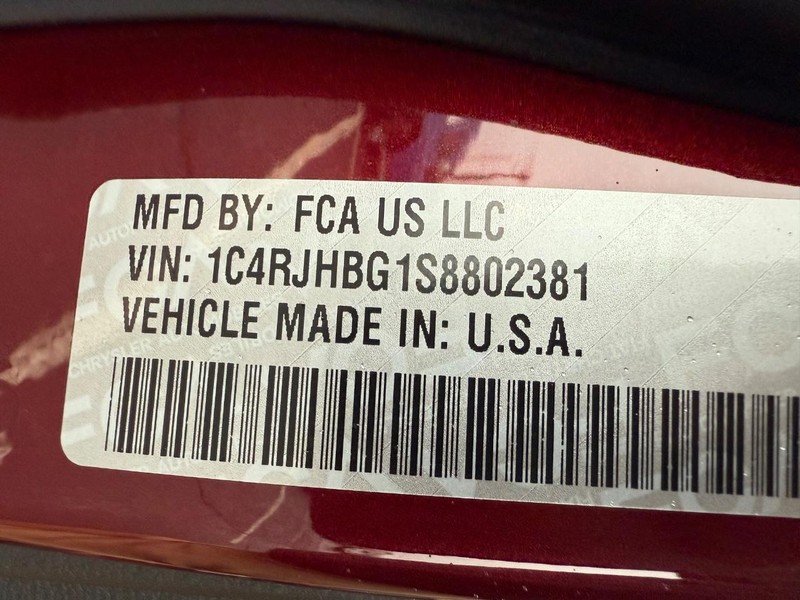 MFD BY: FCA US LLC
VIN: 1C4RJHBG1S8802381
VEHICLE MADE IN: U.S.A.